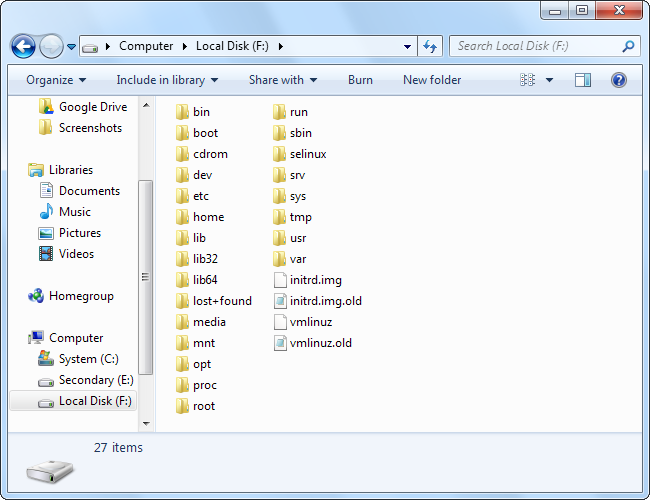 Computer Local Disk (F:) Search Local Disk (F:)
Organize Include in library Share with Burn New folder
Google Drive
Screenshots
Libraries
Documents
Music
Pictures
Videos
Homegroup
Computer
System (C:)
Secondary (E:)
Local Disk (F:)
bin
boot
cdrom
dev
etc
home
lib
lib32
lib64
lost+found
media
mnt
opt
proc
root
run
sbin
selinux
srv
sys
tmp
usr
var
initrd.img
initrd.img.old
vmlinuz
vmlinuz.old
27 items